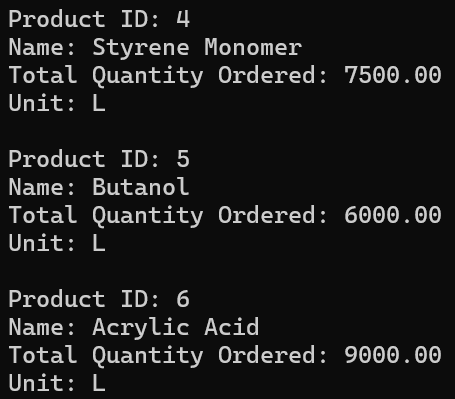 Product ID: 4
Name: Styrene Monomer
Total Quantity Ordered: 7500.00
Unit: L

Product ID: 5
Name: Butanol
Total Quantity Ordered: 6000.00
Unit: L

Product ID: 6
Name: Acrylic Acid
Total Quantity Ordered: 9000.00
Unit: L